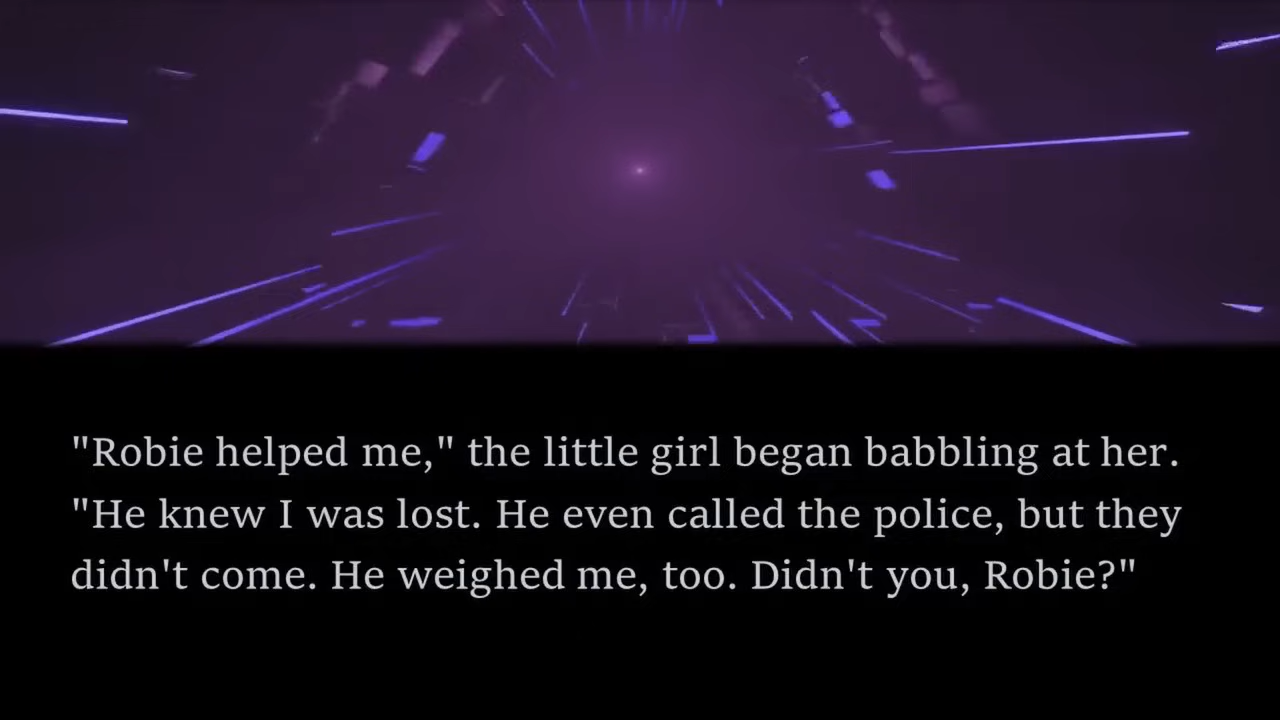 "Robie helped me," the little girl began babbling at her.
"He knew I was lost. He even called the police, but they
didn't come. He weighed me, too. Didn't you, Robie?"